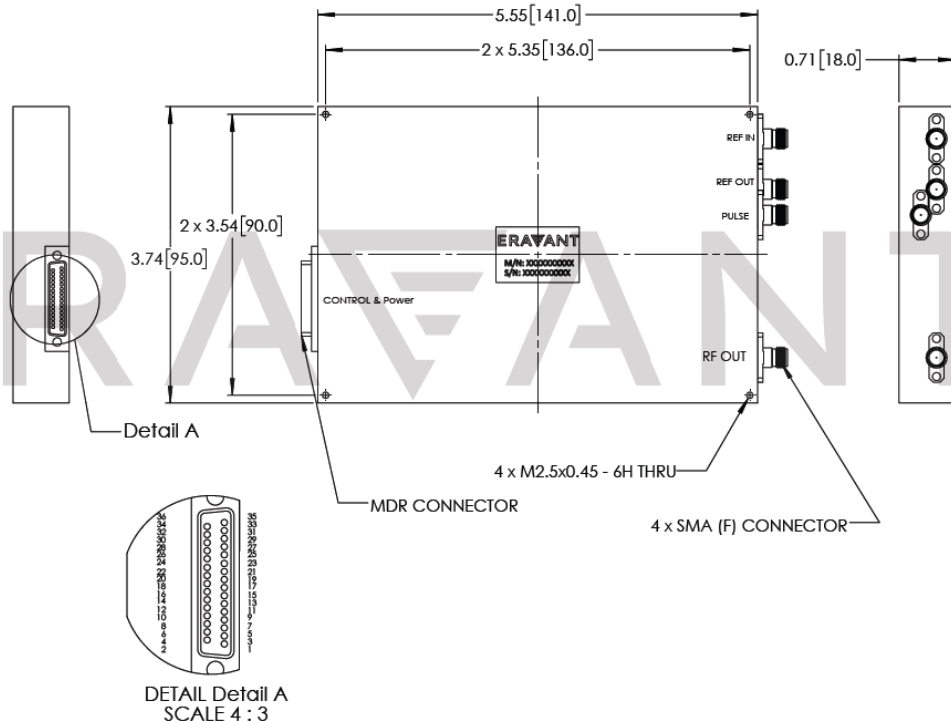 5.55[141.0]
2 x 5.35[136.0]
0.71[18.0]
REF IN
REF OUT
PULSE
2 x 3.54[90.0]
3.74[95.0]
ERAVANT
M/N: XXXXXXXXXX
S/N: XXXXXXXXXX
CONTROL & Power
RF OUT
ERAVANT
Detail A
4 x M2.5x0.45 - 6H THRU
MDR CONNECTOR
4 x SMA (F) CONNECTOR
36 35
34 33
32 31
30 29
28 27
26 25
24 23
22 21
20 19
18 17
16 15
14 13
12 11
10 9
8 7
6 5
4 3
2 1
DETAIL Detail A
SCALE 4 : 3